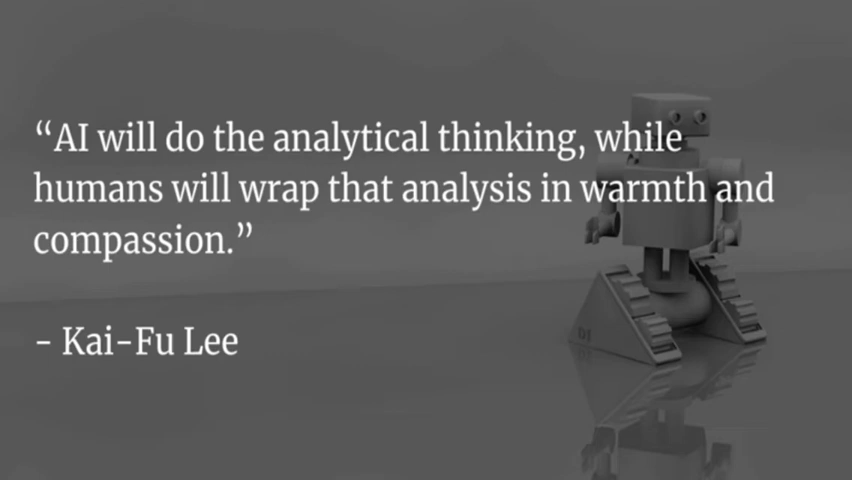 “AI will do the analytical thinking, while
humans will wrap that analysis in warmth and
compassion.”
- Kai-Fu Lee